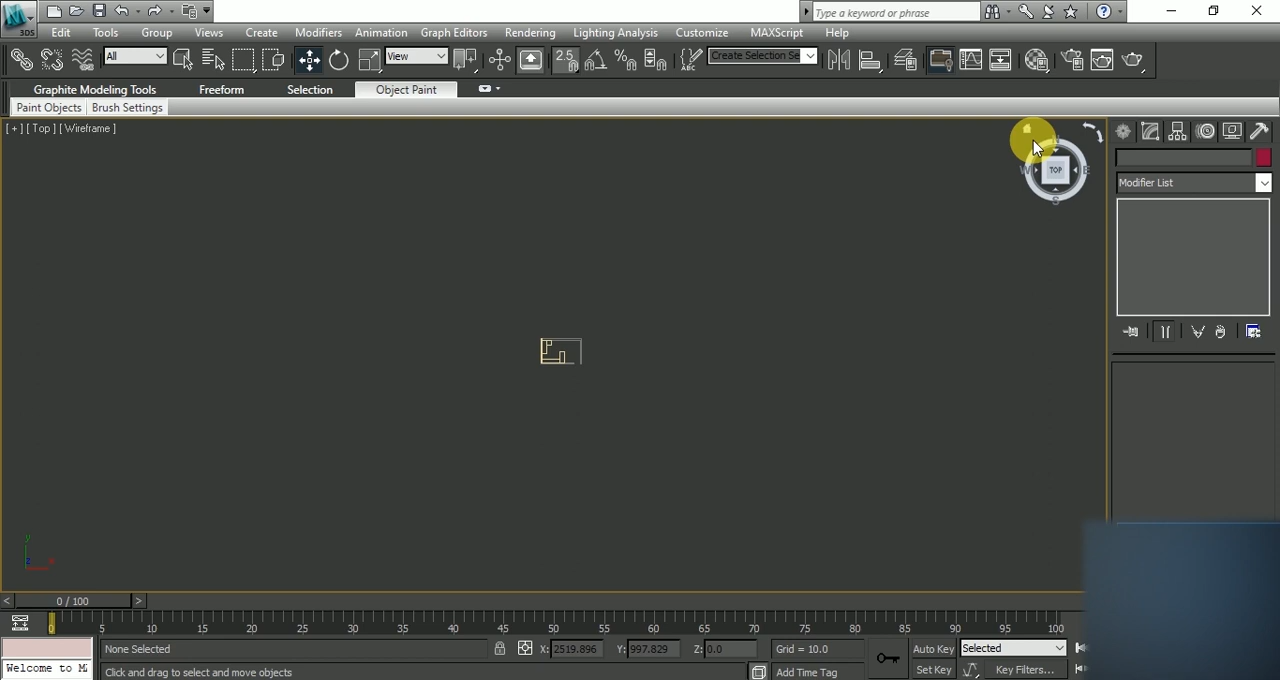 Type a keyword or phrase
3DS Edit Tools Group Views Create Modifiers Animation Graph Editors Rendering Lighting Analysis Customize MAXScript Help
All View 2.5 Create Selection Se
Graphite Modeling Tools Freeform Selection Object Paint
Paint Objects Brush Settings
[ + ] [ Top ] [ Wireframe ]
W TOP E
S
Modifier List
y
x
0 / 100
0 5 10 15 20 25 30 35 40 45 50 55 60 65 70 75 80 85 90 95 100
None Selected X: 2519.896 Y: 997.829 Z: 0.0 Grid = 10.0 Auto Key Selected
Welcome to M Click and drag to select and move objects Add Time Tag Set Key Key Filters...